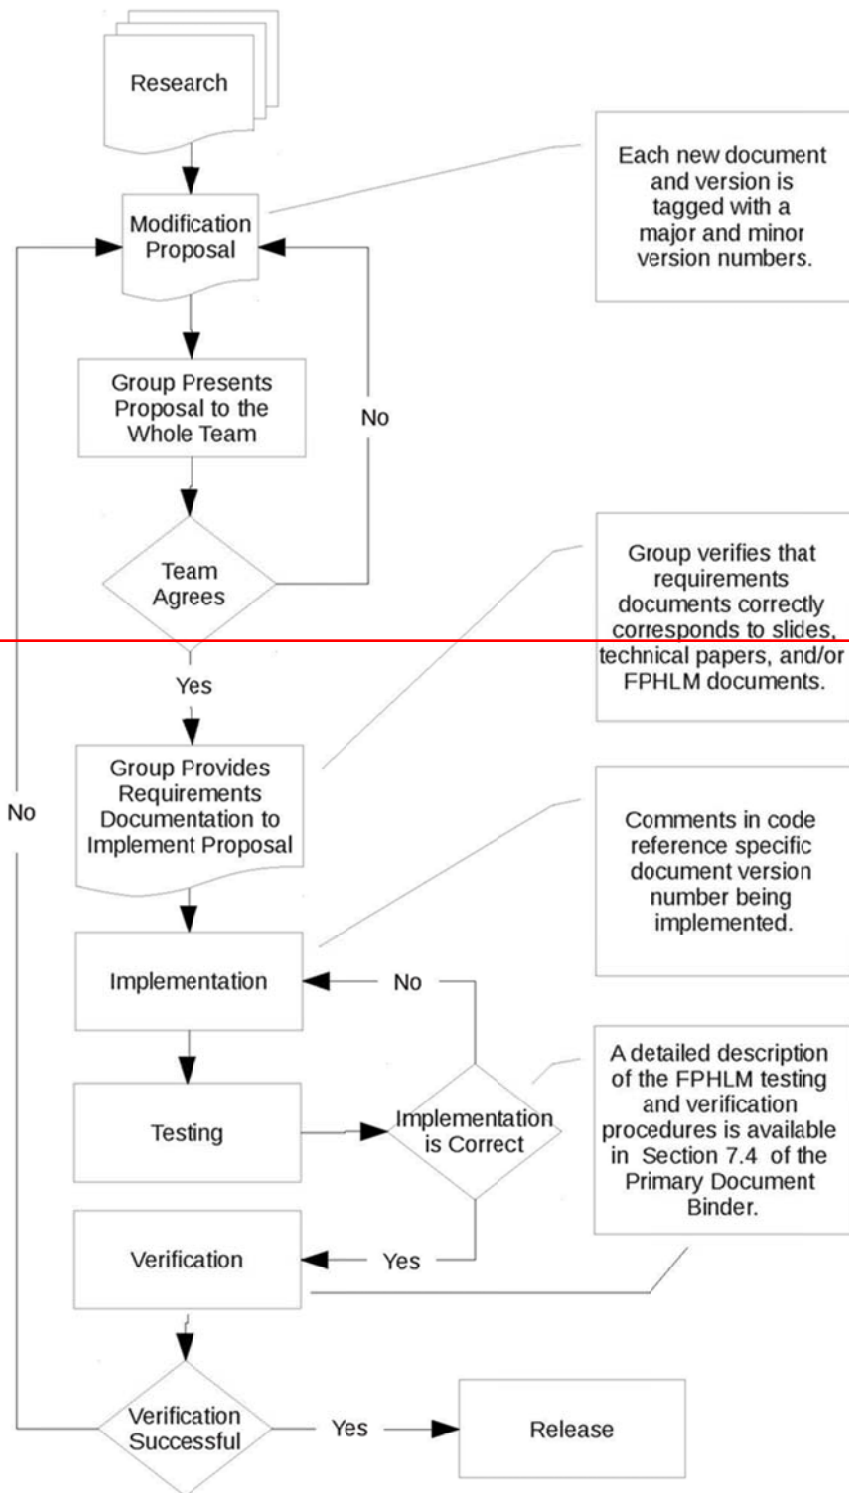 Research
Each new document
and version is
tagged with a
major and minor
version numbers.
Modification
Proposal
Group Presents
Proposal to the
Whole Team
No
Team
Agrees
Group verifies that
requirements
documents correctly
corresponds to slides,
technical papers, and/or
FPHLM documents.
Yes
Group Provides
Requirements
Documentation to
Implement Proposal
No
Comments in code
reference specific
document version
number being
implemented.
Implementation
No
A detailed description
of the FPHLM testing
and verification
procedures is available
in Section 7.4 of the
Primary Document
Binder.
Testing
Implementation
is Correct
Verification
Yes
Verification
Successful
Yes
Release